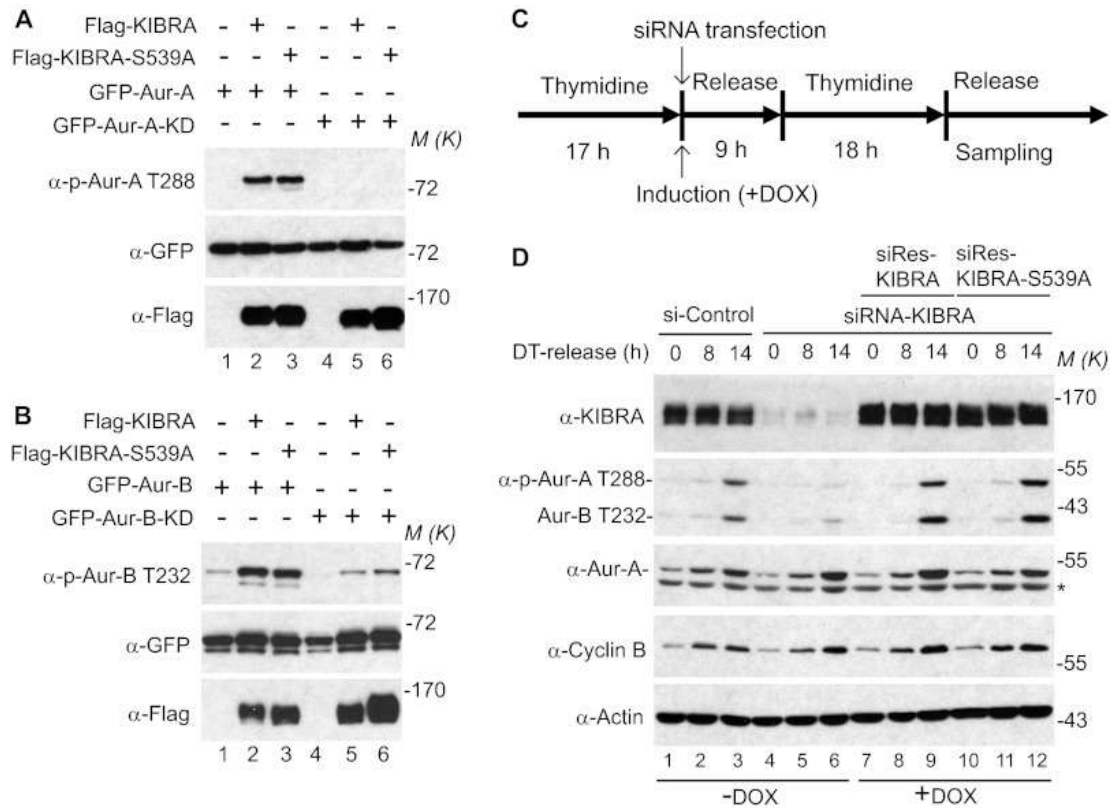 A
Flag-KIBRA - + - - + -
Flag-KIBRA-S539A - - + - - +
GFP-Aur-A + + + - - -
GFP-Aur-A-KD - - - + + +
M (K)
α-p-Aur-A T288
-72
α-GFP
-72
α-Flag
-170
1 2 3 4 5 6
B
Flag-KIBRA - + - - + -
Flag-KIBRA-S539A - - + - - +
GFP-Aur-B + + + - - -
GFP-Aur-B-KD - - - + + +
M (K)
α-p-Aur-B T232
-72
α-GFP
-72
α-Flag
-170
1 2 3 4 5 6
C
siRNA transfection
Thymidine Release Thymidine Release
17 h 9 h 18 h Sampling
Induction (+DOX)
D
siRes-KIBRA
siRes-KIBRA-S539A
si-Control siRNA-KIBRA
DT-release (h) 0 8 14 0 8 14 0 8 14 0 8 14
M (K)
α-KIBRA
-170
α-p-Aur-A T288-
-55
Aur-B T232-
-43
α-Aur-A-
-55
*
α-Cyclin B
-55
α-Actin
-43
1 2 3 4 5 6 7 8 9 10 11 12
-DOX +DOX